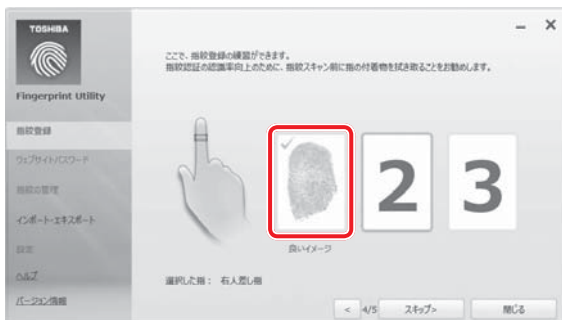 TOSHIBA
Fingerprint Utility
指紋登録
ウェブサイト/パスワード
指紋の管理
インポート・エキスポート
設定
ヘルプ
バージョン情報
ここで、指紋登録の練習ができます。
指紋認証の認識率向上のために、指紋スキャン前に指の付着物を拭き取ることをお勧めします。
2
3
良いイメージ
選択した指： 右人差し指
< 4/5 スキップ> 閉じる